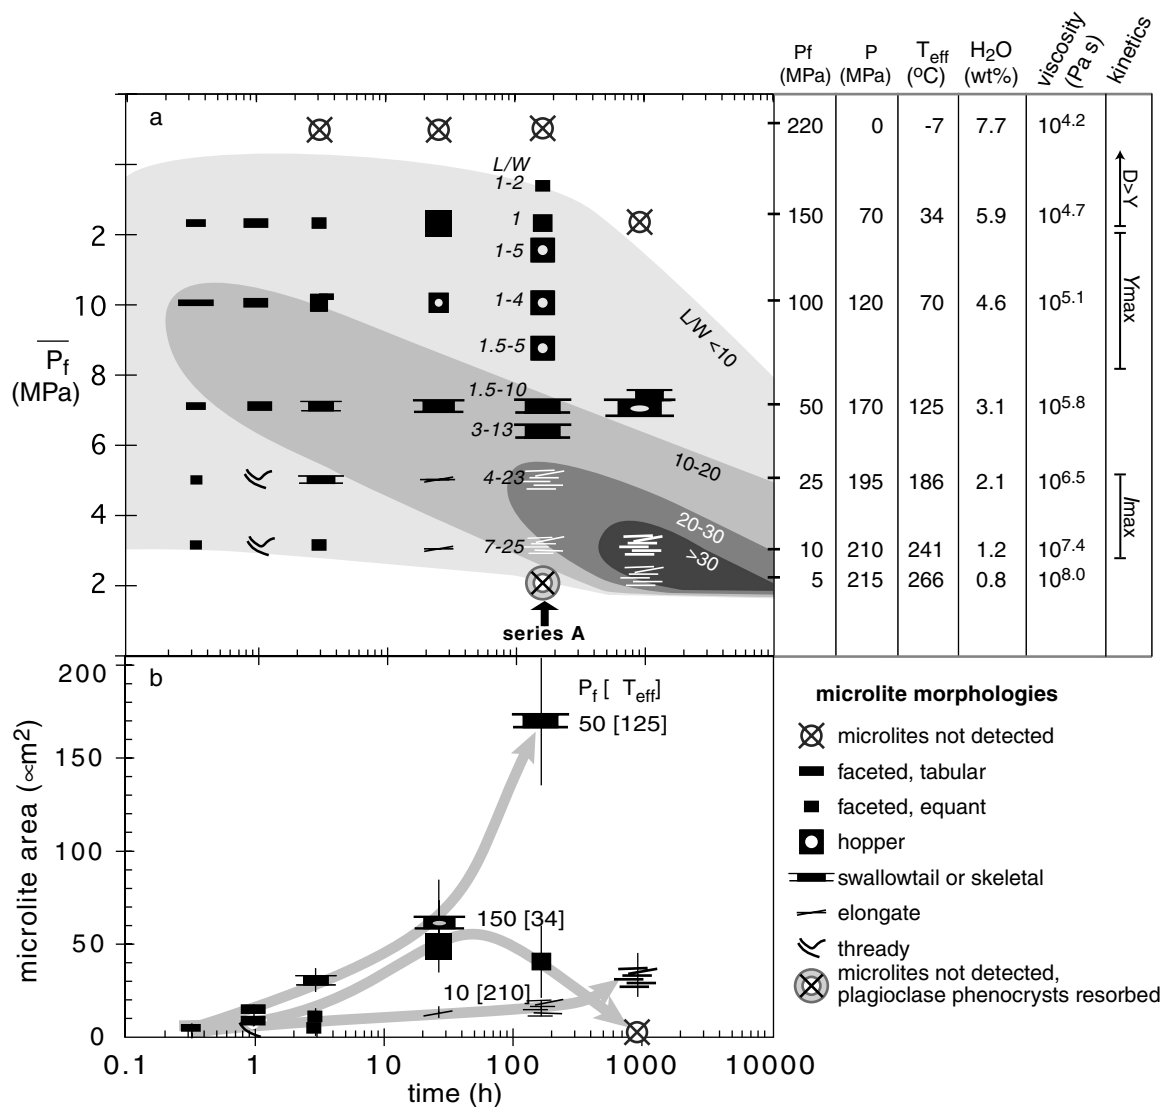 Pf
(MPa)
P
(MPa)
Teff
(ºC)
H2O
(wt%)
viscosity
(Pa s)
kinetics
a
220 0 -7 7.7 10^4.2
150 70 34 5.9 10^4.7
100 120 70 4.6 10^5.1
50 170 125 3.1 10^5.8
25 195 186 2.1 10^6.5
10 210 241 1.2 10^7.4
5 215 266 0.8 10^8.0
D>Y
Ymax
Imax
Pf
(MPa)
2
10
8
6
4
2
L/W
1-2
1
1-5
1-4
1.5-5
1.5-10
3-13
4-23
7-25
L/W <10
10-20
20-30
>30
series A
b
microlite area (∝m2)
200
150
100
50
0
Pf [ Teff]
50 [125]
150 [34]
10 [210]
0.1 1 10 100 1000 10000
time (h)
microlite morphologies
microlites not detected
faceted, tabular
faceted, equant
hopper
swallowtail or skeletal
elongate
thready
microlites not detected,
plagioclase phenocrysts resorbed